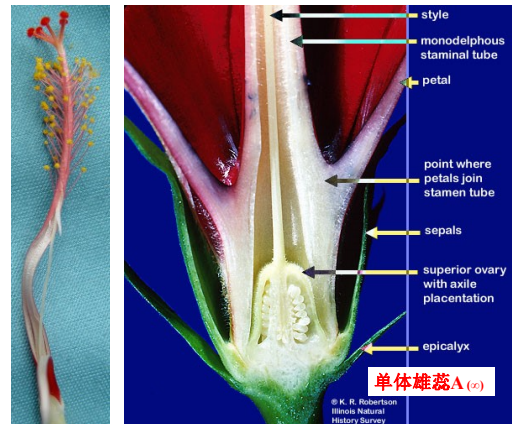 style
monodelphous
staminal tube
petal
point where
petals join
stamen tube
sepals
superior ovary
with axile
placentation
epicalyx
单体雄蕊A (∞)
® K. R. Robertson
Illinois Natural
History Survey